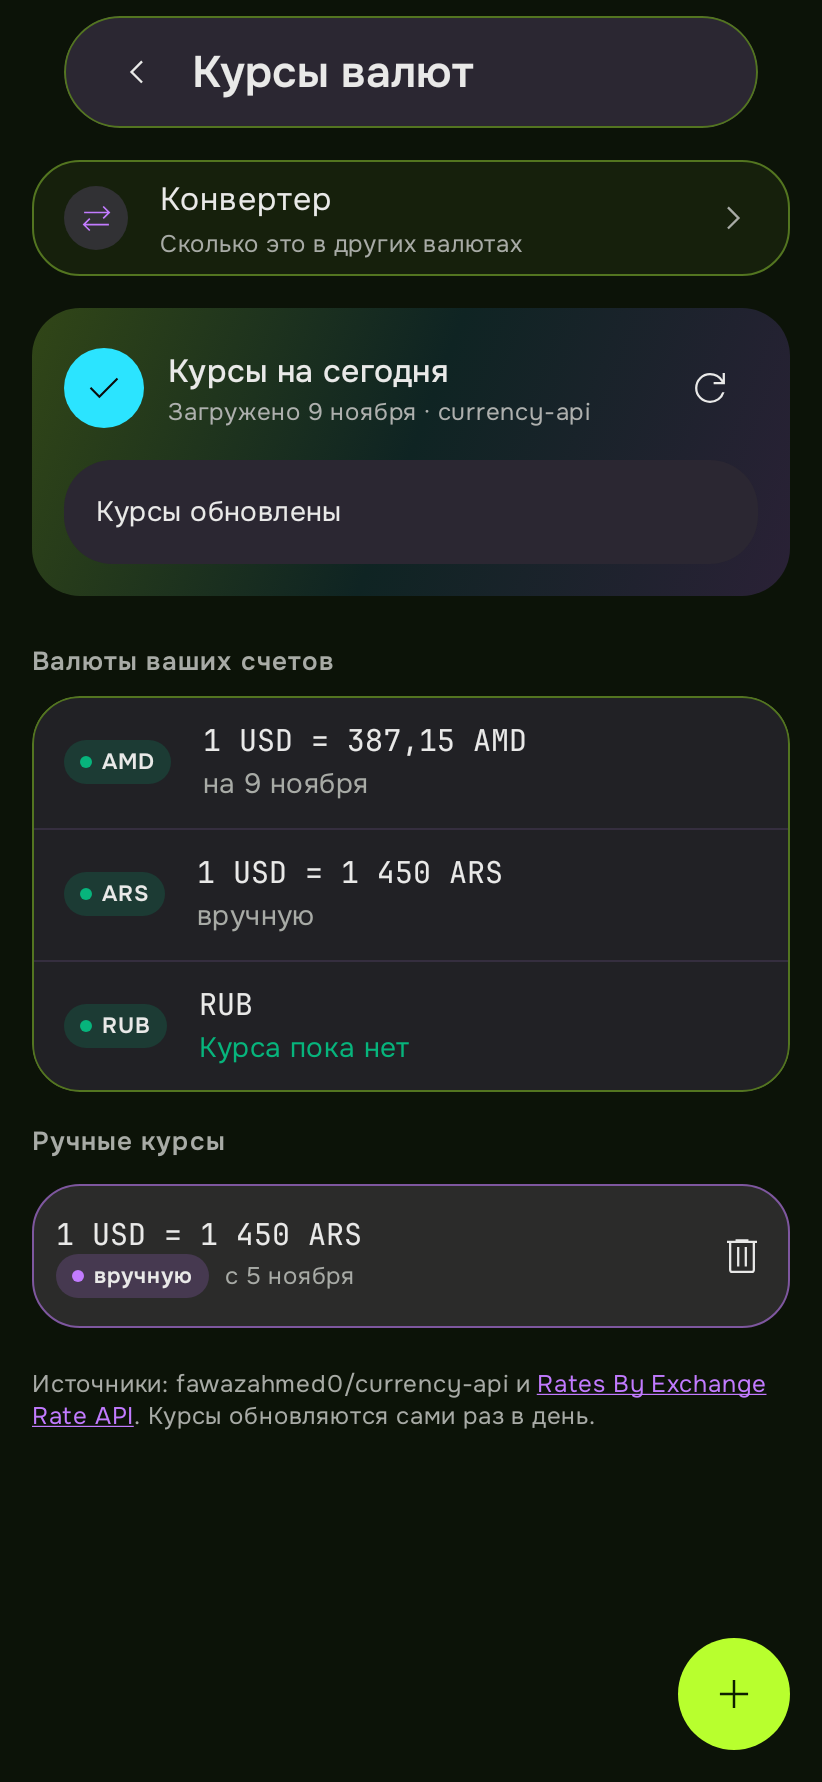 Курсы валют
Конвертер
Сколько это в других валютах
Курсы на сегодня
Загружено 9 ноября · currency-api
Курсы обновлены
Валюты ваших счетов
AMD
1 USD = 387,15 AMD
на 9 ноября
ARS
1 USD = 1 450 ARS
вручную
RUB
RUB
Курса пока нет
Ручные курсы
1 USD = 1 450 ARS
вручную с 5 ноября
Источники: fawazahmed0/currency-api и Rates By Exchange
Rate API. Курсы обновляются сами раз в день.